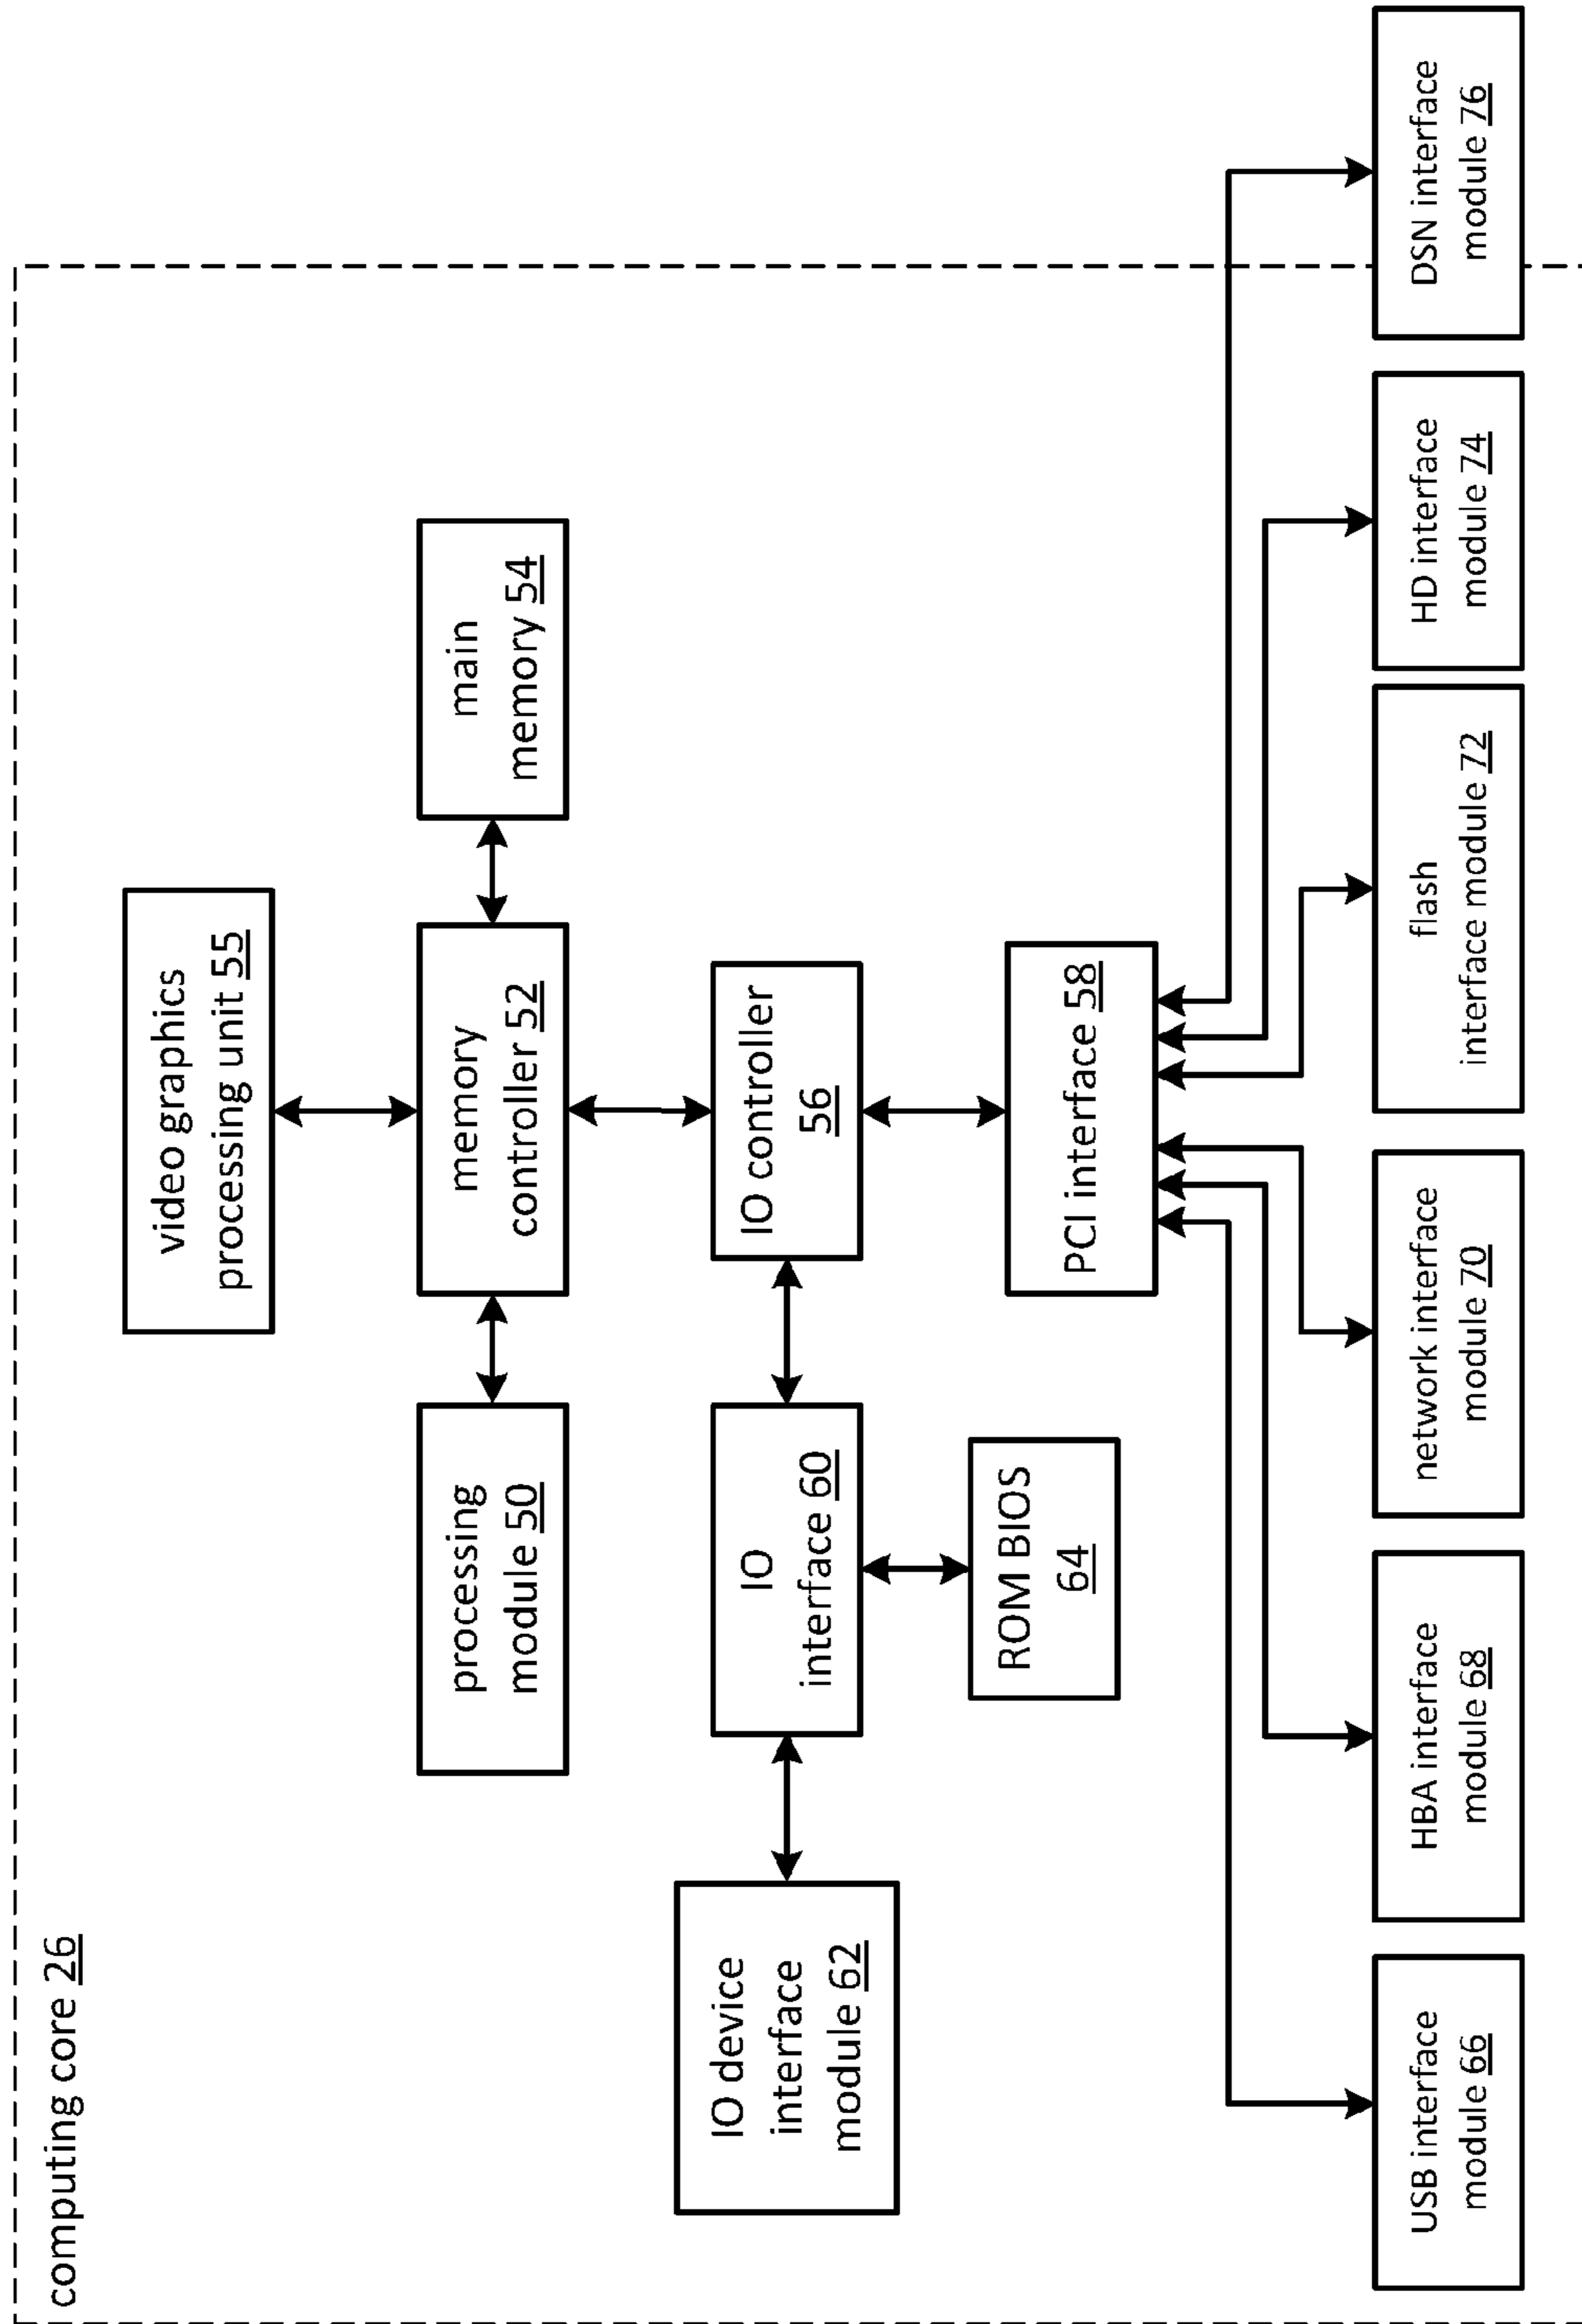 computing core 26
video graphics
processing unit 55
processing
module 50
memory
controller 52
main
memory 54
IO device
interface
module 62
IO
interface 60
IO controller
56
ROM BIOS
64
PCI interface 58
USB interface
module 66
HBA interface
module 68
network interface
module 70
flash
interface module 72
HD interface
module 74
DSN interface
module 76